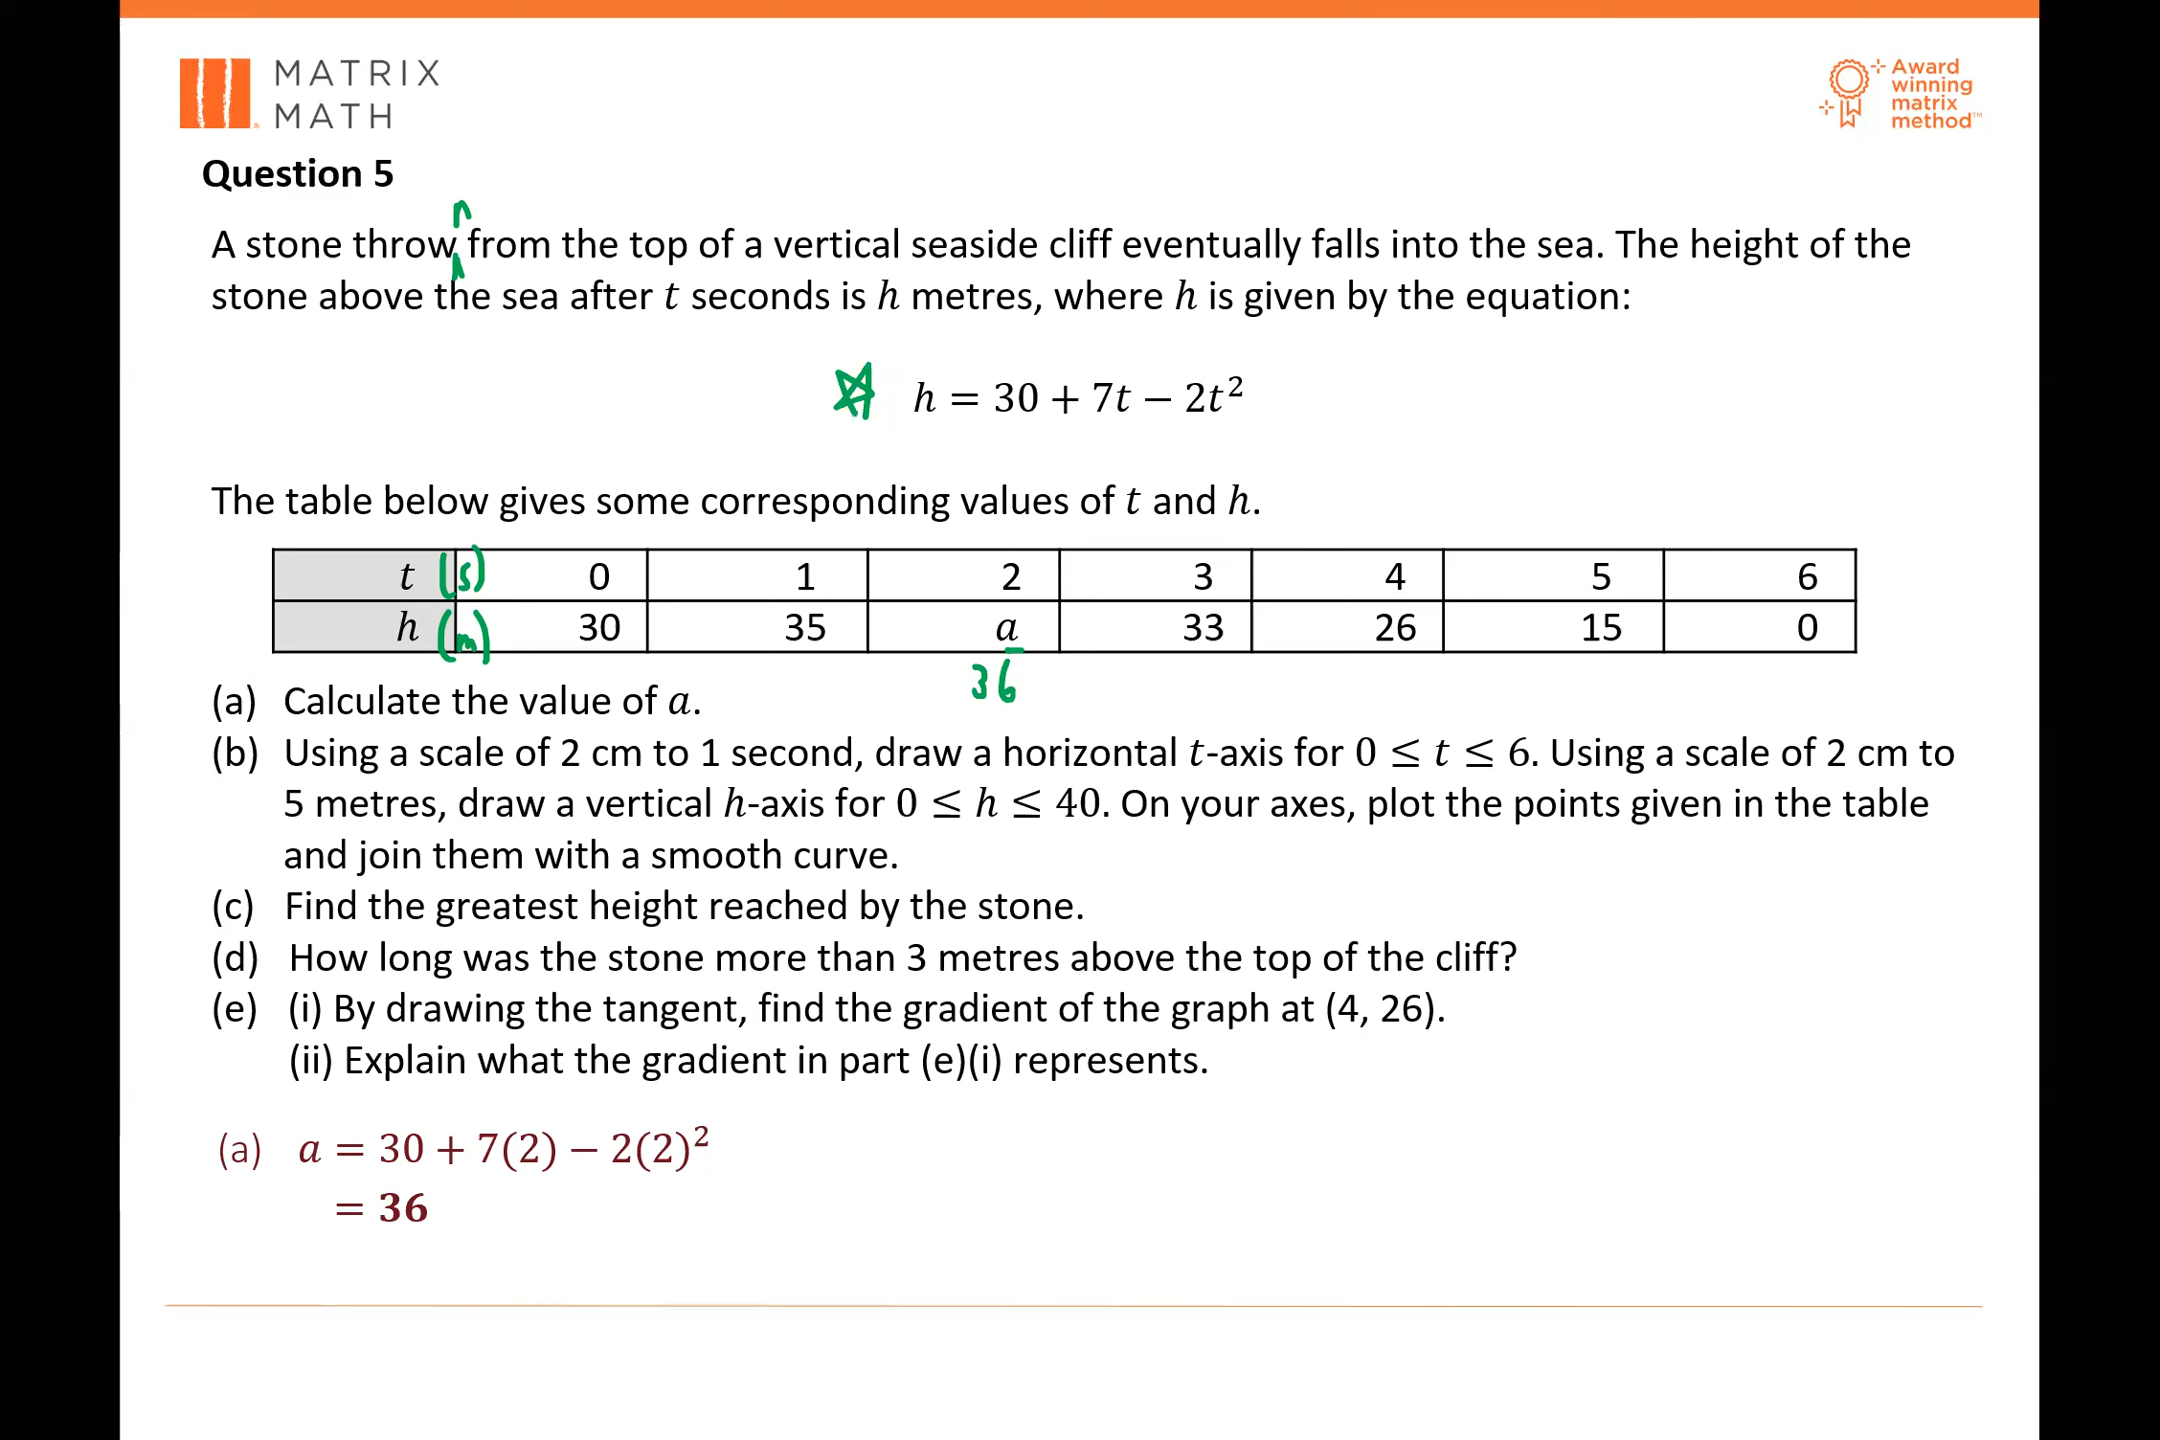 MATRIX
MATH
Award
winning
matrix
method™
Question 5
n
A stone throw from the top of a vertical seaside cliff eventually falls into the sea. The height of the
stone above the sea after t seconds is h metres, where h is given by the equation:
h = 30 + 7t − 2t²
The table below gives some corresponding values of t and h.
t (s) 0 1 2 3 4 5 6
h (m) 30 35 a 33 26 15 0
36
(a) Calculate the value of a.
(b) Using a scale of 2 cm to 1 second, draw a horizontal t-axis for 0 ≤ t ≤ 6. Using a scale of 2 cm to
5 metres, draw a vertical h-axis for 0 ≤ h ≤ 40. On your axes, plot the points given in the table
and join them with a smooth curve.
(c) Find the greatest height reached by the stone.
(d) How long was the stone more than 3 metres above the top of the cliff?
(e) (i) By drawing the tangent, find the gradient of the graph at (4, 26).
(ii) Explain what the gradient in part (e)(i) represents.
(a) a = 30 + 7(2) − 2(2)²
= 36